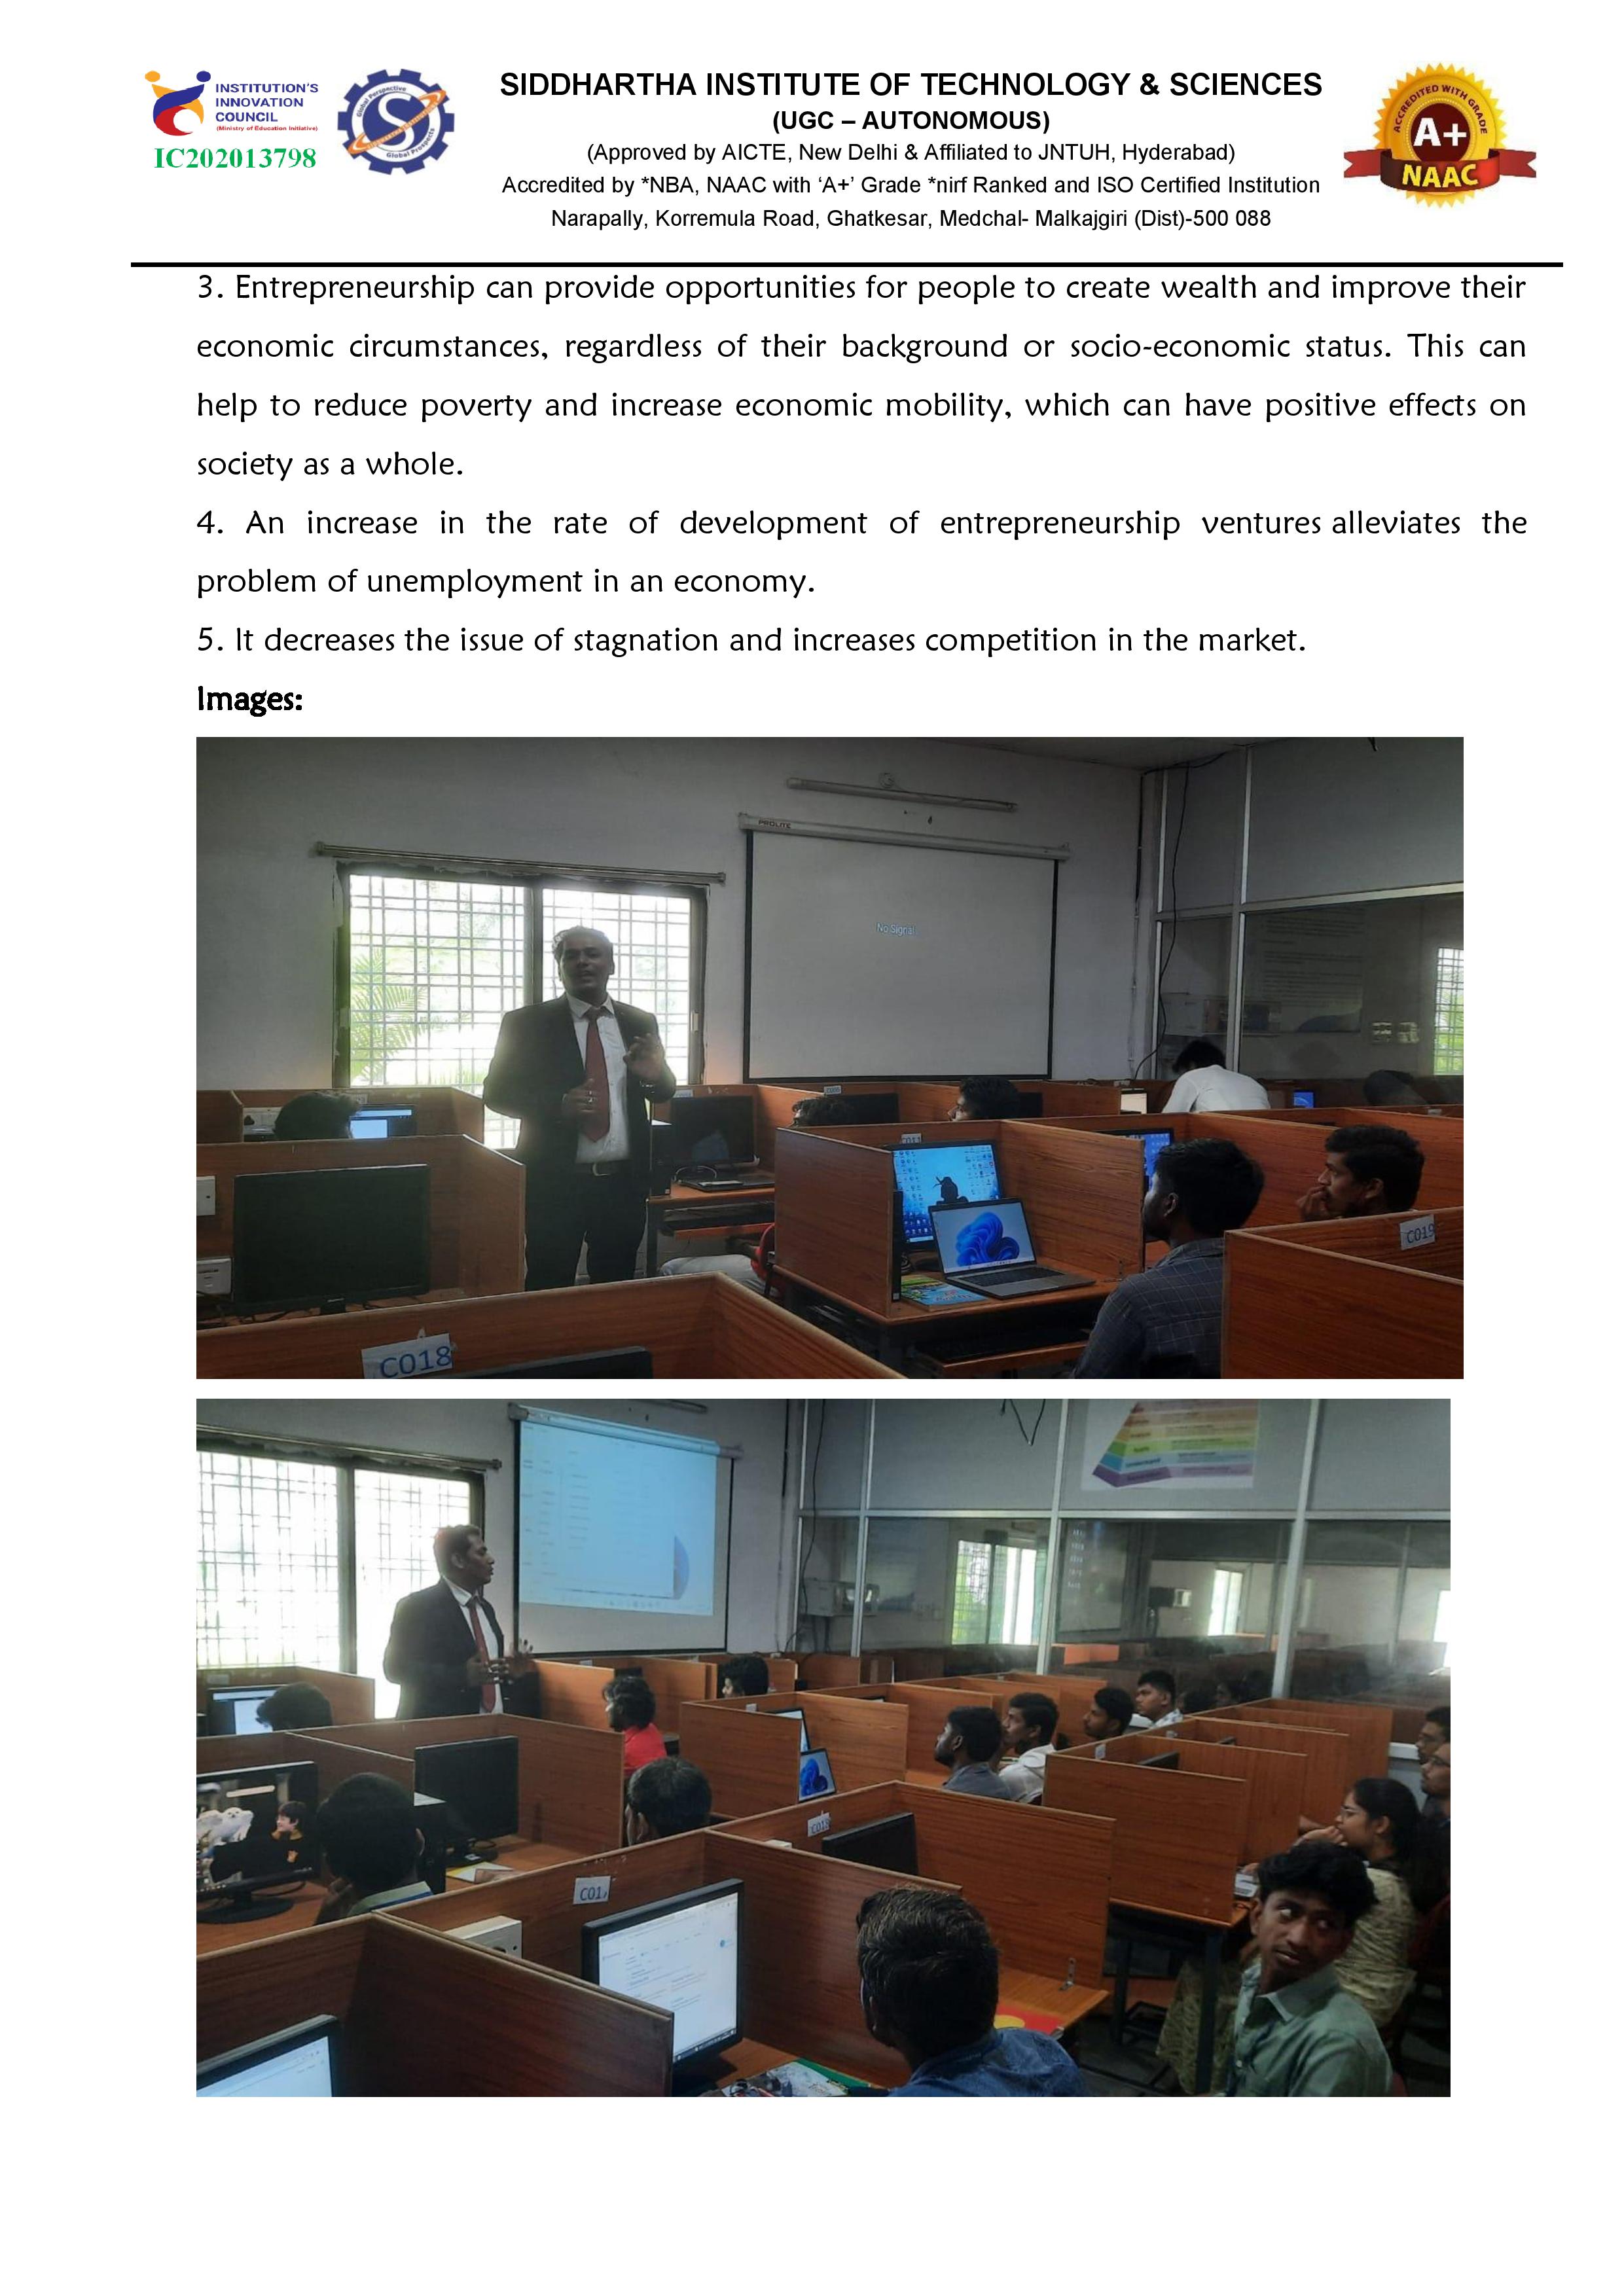 INSTITUTION'S
INNOVATION
COUNCIL
(Ministry of Education Initiative)
IC202013798
Global Perspective
Global Prospects
SIDDHARTHA INSTITUTE OF TECHNOLOGY & SCIENCES
(UGC – AUTONOMOUS)
(Approved by AICTE, New Delhi & Affiliated to JNTUH, Hyderabad)
Accredited by *NBA, NAAC with ‘A+’ Grade *nirf Ranked and ISO Certified Institution
Narapally, Korremula Road, Ghatkesar, Medchal- Malkajgiri (Dist)-500 088
ACCREDITED WITH GRADE
A+
NAAC
3. Entrepreneurship can provide opportunities for people to create wealth and improve their
economic circumstances, regardless of their background or socio-economic status. This can
help to reduce poverty and increase economic mobility, which can have positive effects on
society as a whole.
4. An increase in the rate of development of entrepreneurship ventures alleviates the
problem of unemployment in an economy.
5. It decreases the issue of stagnation and increases competition in the market.
Images:
PROLITE
No Signal
C019
C018
C018
C017